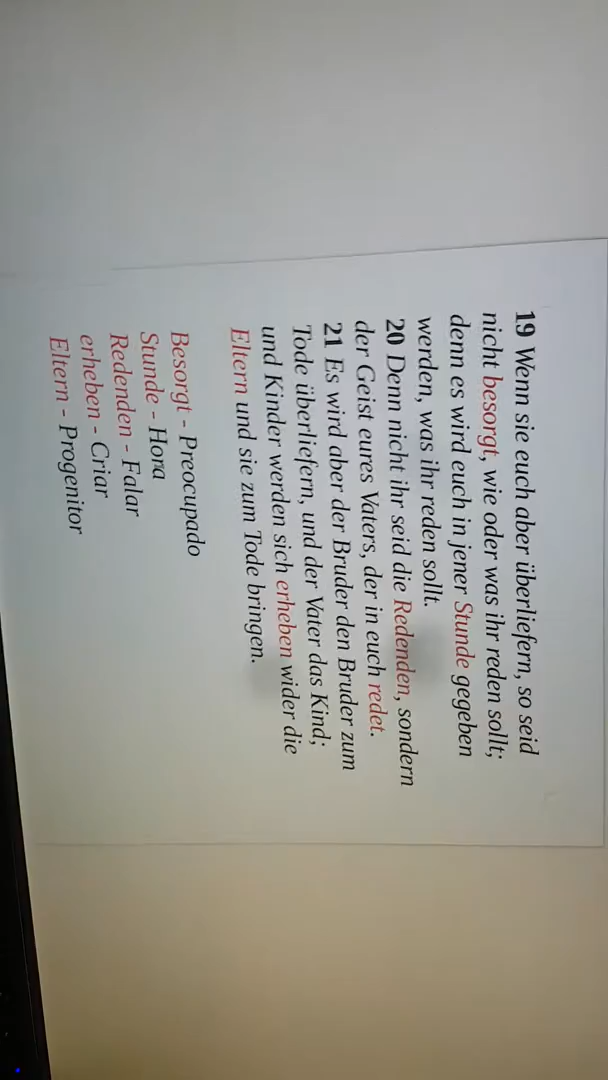 19 Wenn sie euch aber überliefern, so seid
nicht besorgt, wie oder was ihr reden sollt;
denn es wird euch in jener Stunde gegeben
werden, was ihr reden sollt.
20 Denn nicht ihr seid die Redenden, sondern
der Geist eures Vaters, der in euch redet.
21 Es wird aber der Bruder den Bruder zum
Tode überliefern, und der Vater das Kind;
und Kinder werden sich erheben wider die
Eltern und sie zum Tode bringen.
Besorgt - Preocupado
Stunde - Hora
Redenden - Falar
erheben - Criar
Eltern - Progenitor